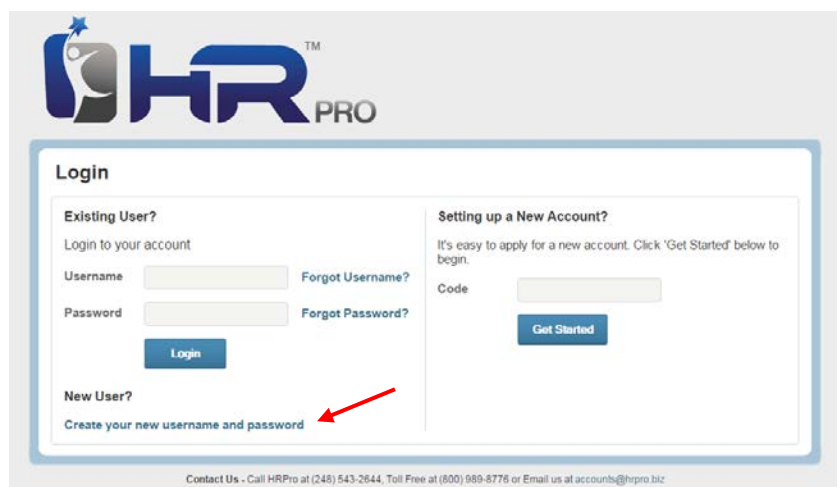 HR™
PRO
Login
Existing User?
Login to your account
Username
Forgot Username?
Password
Forgot Password?
Login
New User?
Create your new username and password
Setting up a New Account?
It's easy to apply for a new account. Click 'Get Started' below to
begin.
Code
Get Started
Contact Us - Call HRPro at (248) 543-2644, Toll Free at (800) 989-8776 or Email us at accounts@hrpro.biz